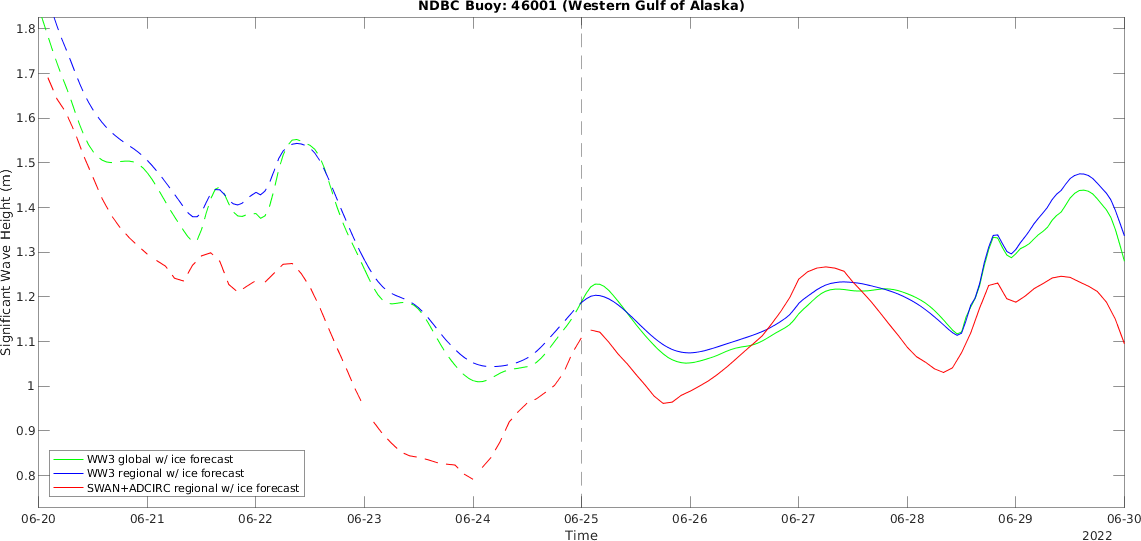 NDBC Buoy: 46001 (Western Gulf of Alaska)
Significant Wave Height (m)
1.8
1.7
1.6
1.5
1.4
1.3
1.2
1.1
1
0.9
0.8
WW3 global w/ ice forecast
WW3 regional w/ ice forecast
SWAN+ADCIRC regional w/ ice forecast
06-20 06-21 06-22 06-23 06-24 06-25 06-26 06-27 06-28 06-29 06-30
Time
2022